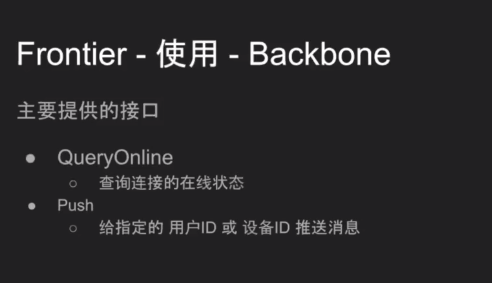 Frontier - 使用 - Backbone
主要提供的接口
● QueryOnline
○ 查询连接的在线状态
● Push
○ 给指定的 用户ID 或 设备ID 推送消息